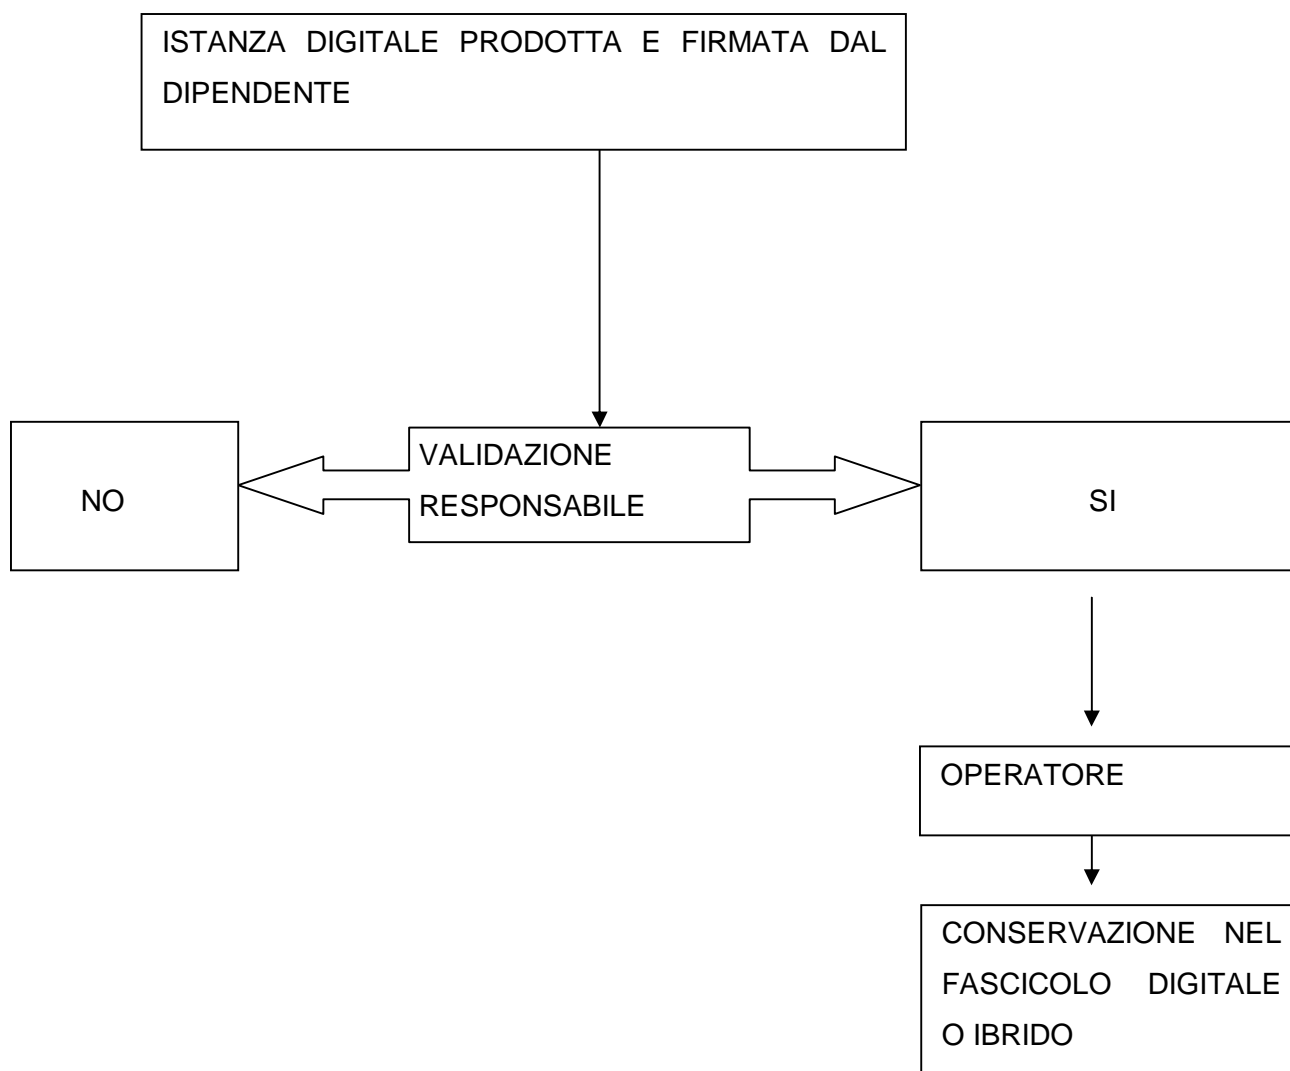 ISTANZA DIGITALE PRODOTTA E FIRMATA DAL
DIPENDENTE
NO
VALIDAZIONE
RESPONSABILE
SI
OPERATORE
CONSERVAZIONE NEL
FASCICOLO DIGITALE
O IBRIDO